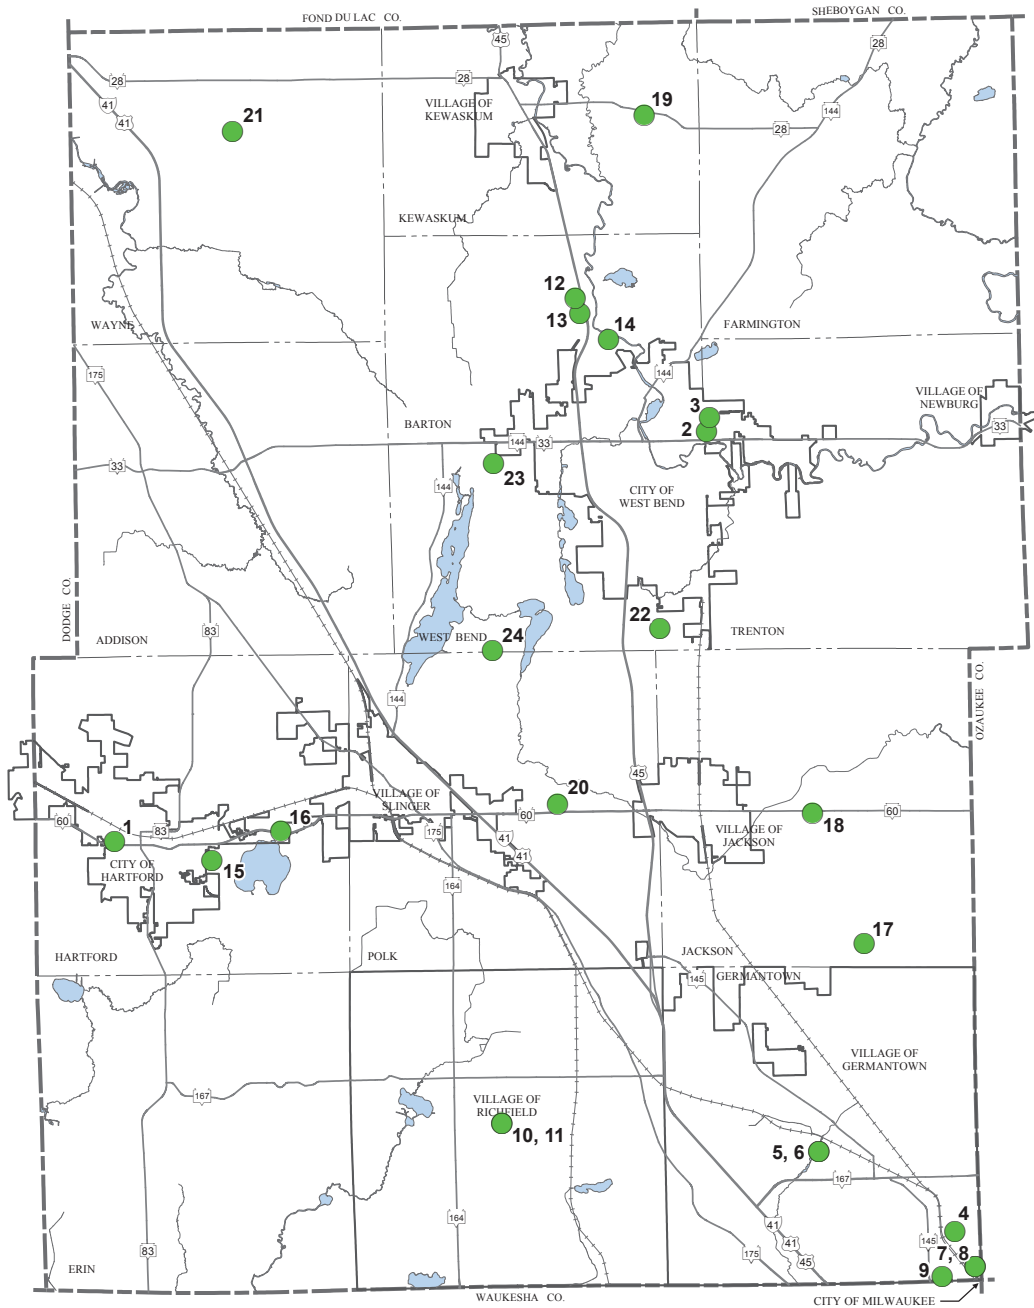 FOND DU LAC CO.
SHEBOYGAN CO.
45
28
28
28
41
41
VILLAGE OF
KEWASKUM
19
144
28
21
KEWASKUM
12
13
14
WAYNE
FARMINGTON
175
144
VILLAGE OF
NEWBURG
3
2
BARTON
33
144
33
33
23
144
CITY OF
WEST BEND
DODGE CO.
83
ADDISON
WEST BEND
24
22
TRENTON
OZAUKEE CO.
144
45
VILLAGE OF
SLINGER
20
60
60
60
1
83
16
175
18
VILLAGE OF
JACKSON
41
41
CITY OF
HARTFORD
15
164
17
HARTFORD
POLK
JACKSON
145
GERMANTOWN
VILLAGE OF
GERMANTOWN
167
VILLAGE OF
RICHFIELD
10, 11
5, 6
167
164
41
41
45
175
4
145
7, 8
9
83
ERIN
WAUKESHA CO.
CITY OF MILWAUKEE